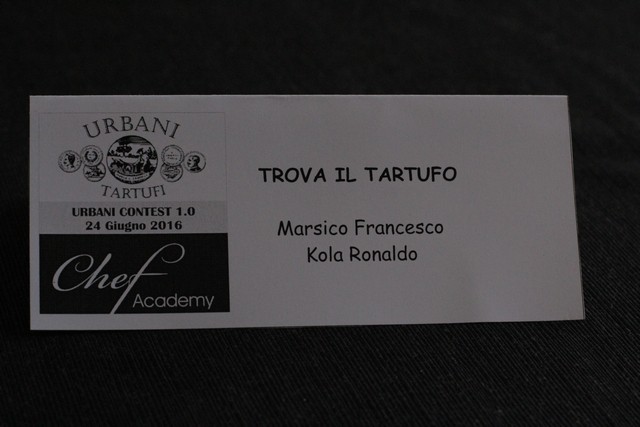 URBANI
TARTUFI
URBANI CONTEST 1.0
24 Giugno 2016
Chef
Academy
TROVA IL TARTUFO
Marsico Francesco
Kola Ronaldo